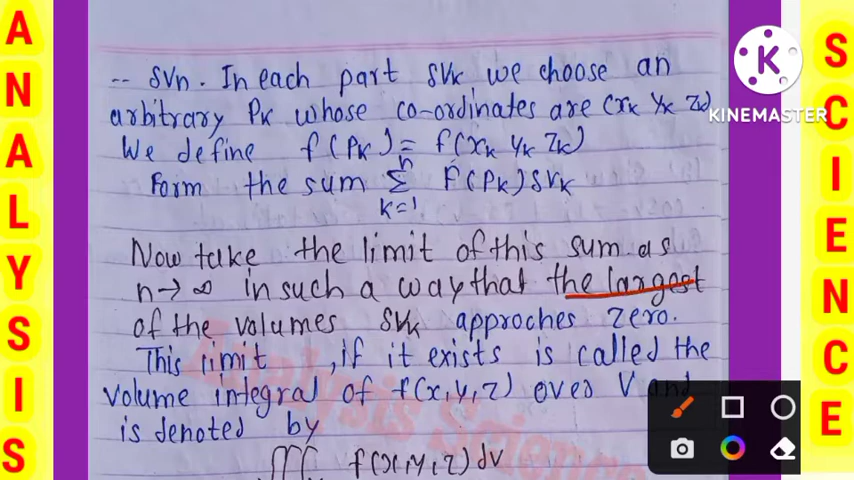 ANALYSIS
-- δVn. In each part δVk we choose an
arbitrary Pk whose co-ordinates are (xk yk zk)
We define f(Pk) = f(xk yk zk)
Form the sum n∑k=1 F(Pk)δVk
Now take the limit of this sum as
n→∞ in such a way that the largest
of the volumes δVk approches zero.
This limit , if it exists is called the
volume integral of f(x,y,z) over V and
is denoted by
∭ f(x,y,z)dv
Analysis Science
K
KINEMASTER
SCIENCE